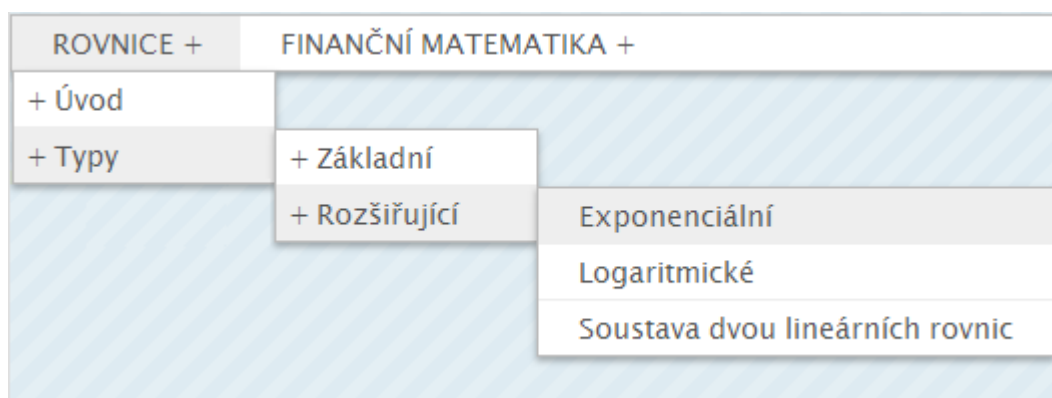 ROVNICE + FINANČNÍ MATEMATIKA +
+ Úvod
+ Typy
+ Základní
+ Rozšiřující
Exponenciální
Logaritmické
Soustava dvou lineárních rovnic